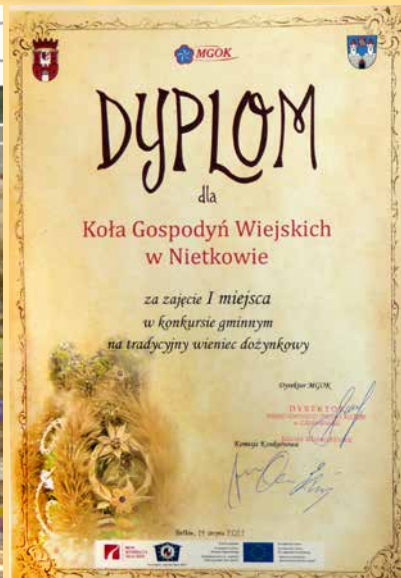 MGOK
DYPLOM
dla
Koła Gospodyń Wiejskich
w Nietkowie
za zajęcie I miejsca
w konkursie gminnym
na tradycyjny wieniec dożynkowy
Dyrektor MGOK
DYREKTOR
Komisja Konkursowa